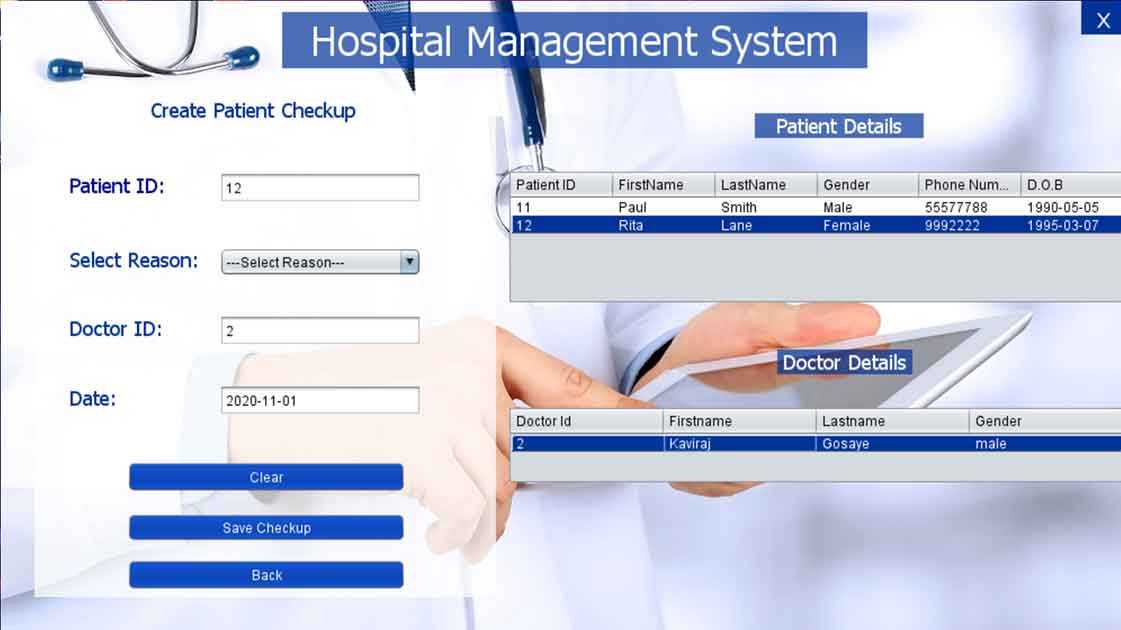 Hospital Management System
X
Create Patient Checkup
Patient ID:
12
Select Reason:
---Select Reason---
Doctor ID:
2
Date:
2020-11-01
Clear
Save Checkup
Back
Patient Details
Patient ID FirstName LastName Gender Phone Num... D.O.B
11 Paul Smith Male 55577788 1990-05-05
12 Rita Lane Female 9992222 1995-03-07
Doctor Details
Doctor Id Firstname Lastname Gender
2 Kaviraj Gosaye male